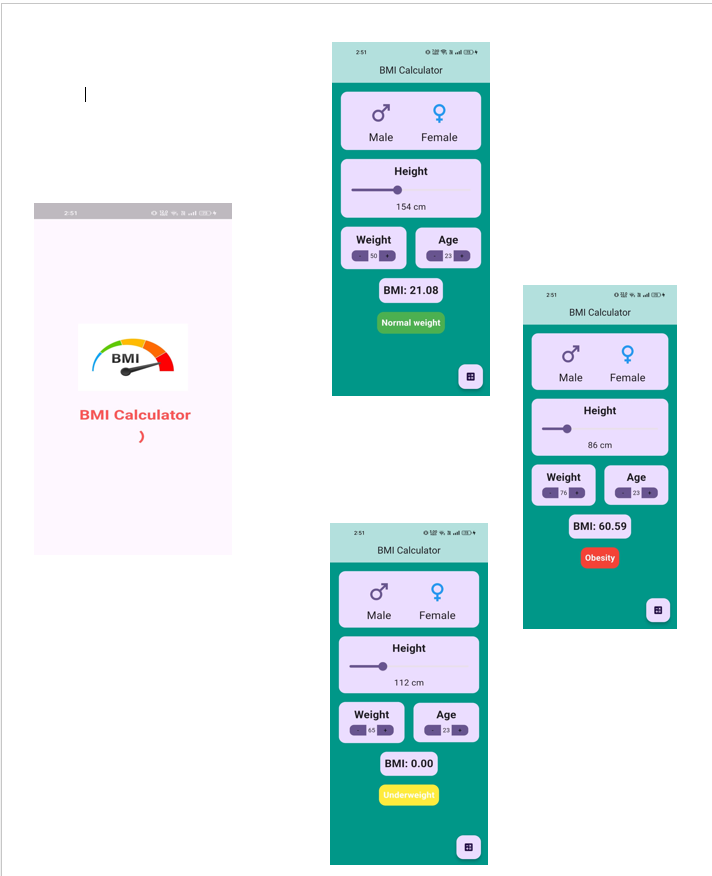 2:51
BMI Calculator
Male Female
Height
154 cm
Weight Age
- 50 + - 23 +
BMI: 21.08
Normal weight
2:51
BMI
BMI Calculator
2:51
BMI Calculator
Male Female
Height
86 cm
Weight Age
- 76 + - 23 +
BMI: 60.59
Obesity
2:51
BMI Calculator
Male Female
Height
112 cm
Weight Age
- 65 + - 23 +
BMI: 0.00
Underweight